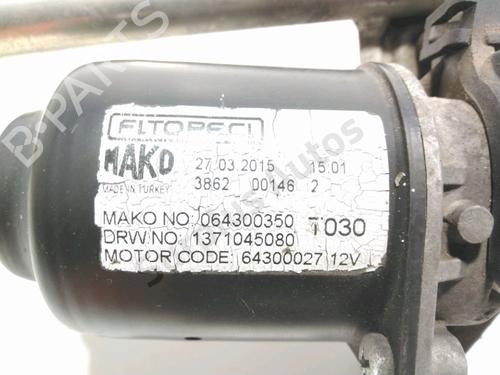 FITOPECI
MAKO 27.03.2015 15.01
MADE IN TURKEY 3862 00146 2
MAKO NO: 064300350 T030
DRW.NO: 1371045080
MOTOR CODE: 64300027 12V
B-PARTS